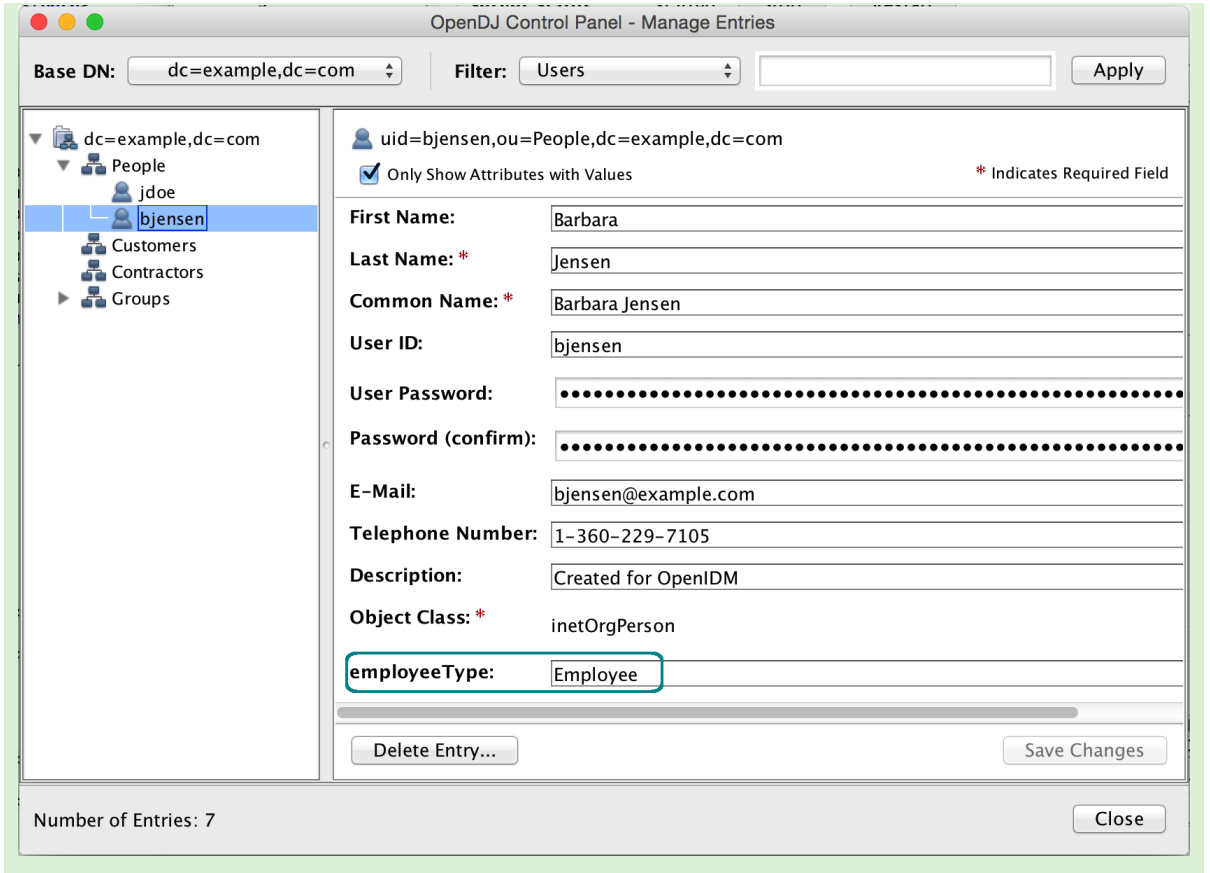 OpenDJ Control Panel - Manage Entries
Base DN: dc=example,dc=com Filter: Users Apply
dc=example,dc=com
People
jdoe
bjensen
Customers
Contractors
Groups
uid=bjensen,ou=People,dc=example,dc=com
Only Show Attributes with Values * Indicates Required Field
First Name: Barbara
Last Name: * Jensen
Common Name: * Barbara Jensen
User ID: bjensen
User Password: ••••••••••••••••••••••••••••••••••••••••••••••••••••••••
Password (confirm): ••••••••••••••••••••••••••••••••••••••••••••••••••••••••
E-Mail: bjensen@example.com
Telephone Number: 1-360-229-7105
Description: Created for OpenIDM
Object Class: * inetOrgPerson
employeeType: Employee
Delete Entry... Save Changes
Number of Entries: 7 Close